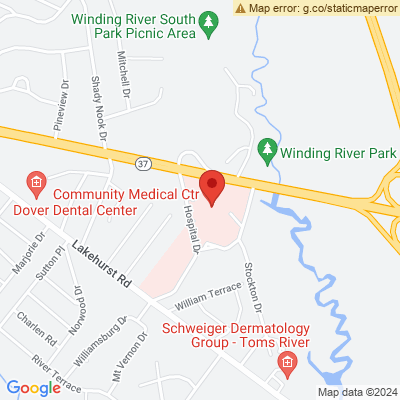 Map error: g.co/staticmaperror
Winding River South
Park Picnic Area
Mitchell Dr
Pineview Dr
Shady Nook Dr
37
Winding River Park
Community Medical Ctr
Dover Dental Center
Hospital Dr
Marjorie Dr
Sutton Pl
Lakehurst Rd
Stockton Dr
Norwood Dr
William Terrace
Charlen Rd
Williamsburg Dr
Mt Vernon Dr
Schweiger Dermatology
Group - Toms River
River Terrace
Google
Map data ©2024